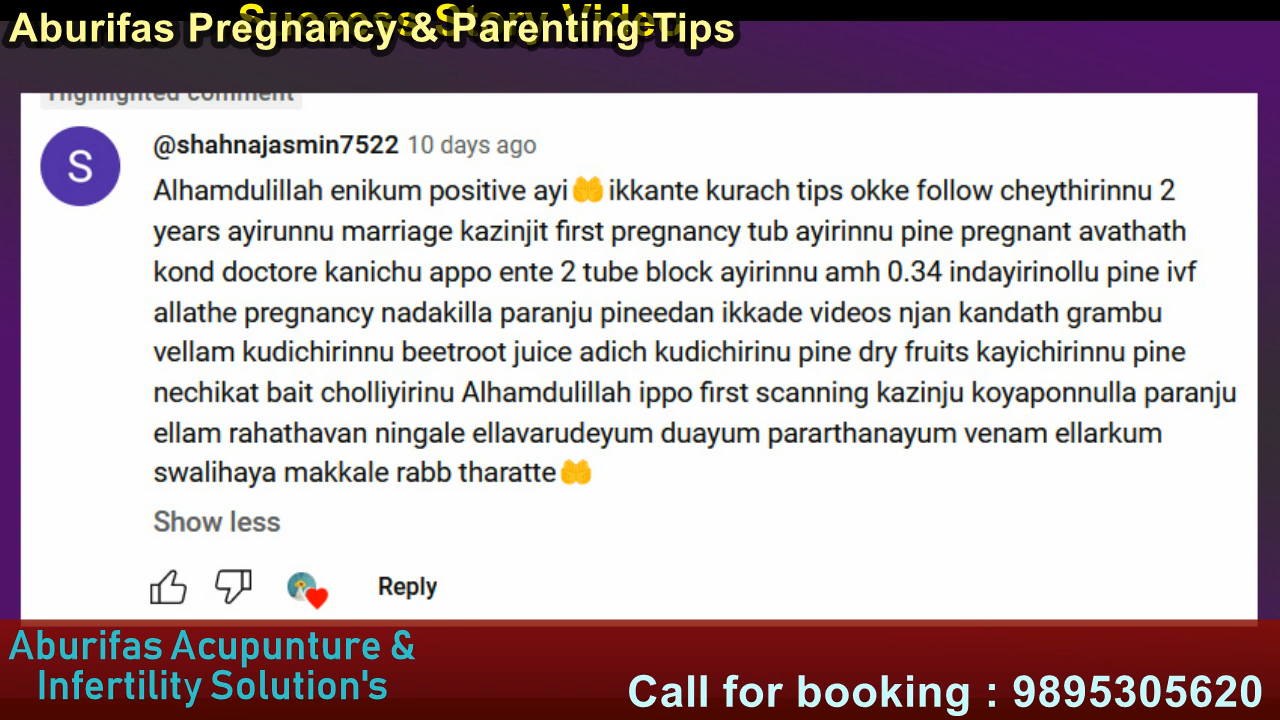 Success Story Video
Aburifas Pregnancy & Parenting Tips
Highlighted comment
S
@shahnajasmin7522 10 days ago
Alhamdulillah enikum positive ayi🤲ikkante kurach tips okke follow cheythirinnu 2
years ayirunnu marriage kazinjit first pregnancy tub ayirinnu pine pregnant avathath
kond doctore kanichu appo ente 2 tube block ayirinnu amh 0.34 indayirinollu pine ivf
allathe pregnancy nadakilla paranju pineedan ikkade videos njan kandath grambu
vellam kudichirinnu beetroot juice adich kudichirinu pine dry fruits kayichirinnu pine
nechikat bait cholliyirinu Alhamdulillah ippo first scanning kazinju koyaponnulla paranju
ellam rahathavan ningale ellavarudeyum duayum pararthanayum venam ellarkum
swalihaya makkale rabb tharatte🤲
Show less
Reply
Aburifas Acupunture &
Infertility Solution's
Call for booking : 9895305620